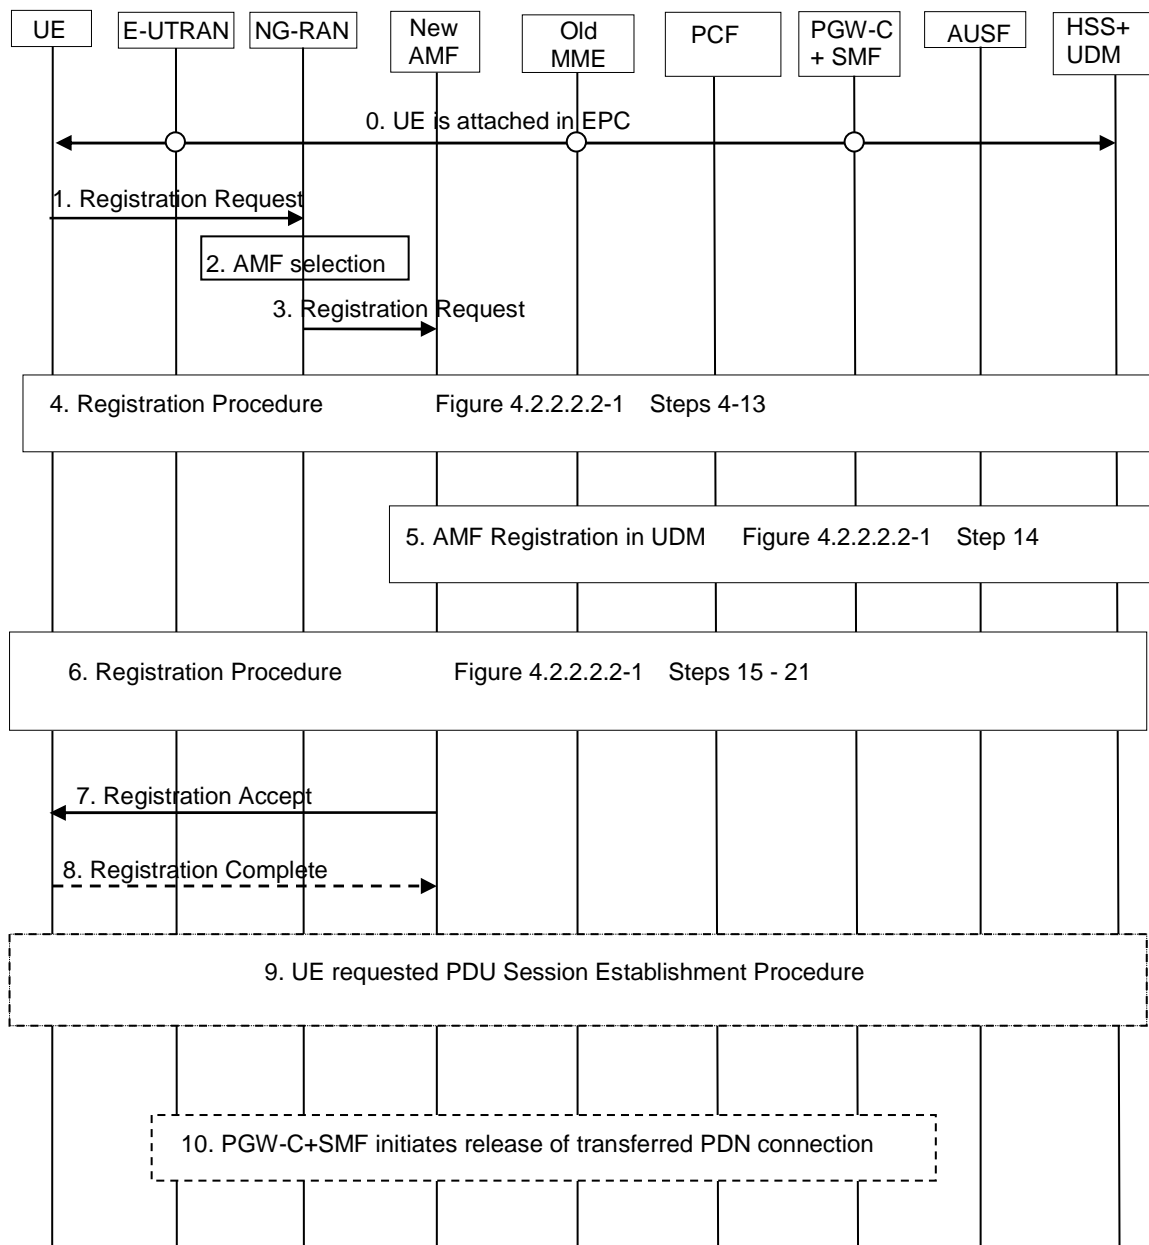 UE
E-UTRAN
NG-RAN
New
AMF
Old
MME
PCF
PGW-C
+ SMF
AUSF
HSS+
UDM
0. UE is attached in EPC
1. Registration Request
2. AMF selection
3. Registration Request
4. Registration Procedure Figure 4.2.2.2.2-1 Steps 4-13
5. AMF Registration in UDM Figure 4.2.2.2.2-1 Step 14
6. Registration Procedure Figure 4.2.2.2.2-1 Steps 15 - 21
7. Registration Accept
8. Registration Complete
9. UE requested PDU Session Establishment Procedure
10. PGW-C+SMF initiates release of transferred PDN connection